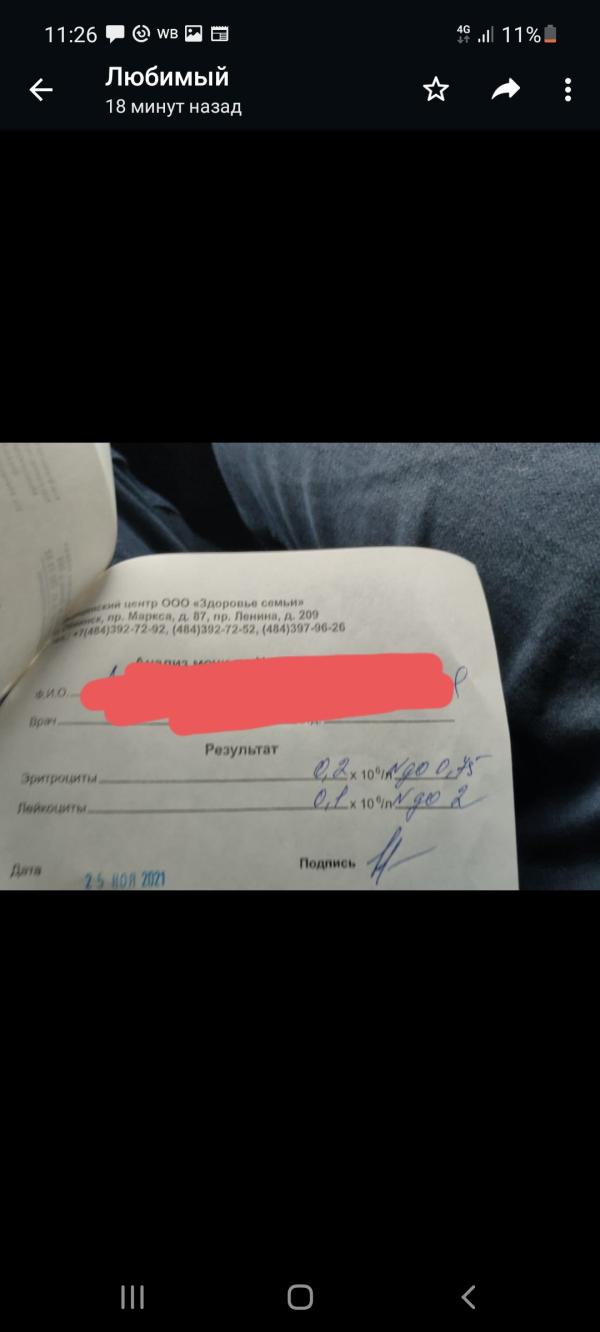 11:26 WB 4G 11%
Любимый
18 минут назад
центр ООО «Здоровье семьи»
пр. Маркса, д. 87, пр. Ленина, д. 209
+7(484)392-72-92, (484)392-72-52, (484)397-96-26
Анализ
Ф.И.О.
Врач
Результат
Эритроциты 0,2 х 10⁶/л N до 0,75
Лейкоциты 0,1 х 10⁶/л N до 2
Дата 25 НОЯ 2021 Подпись